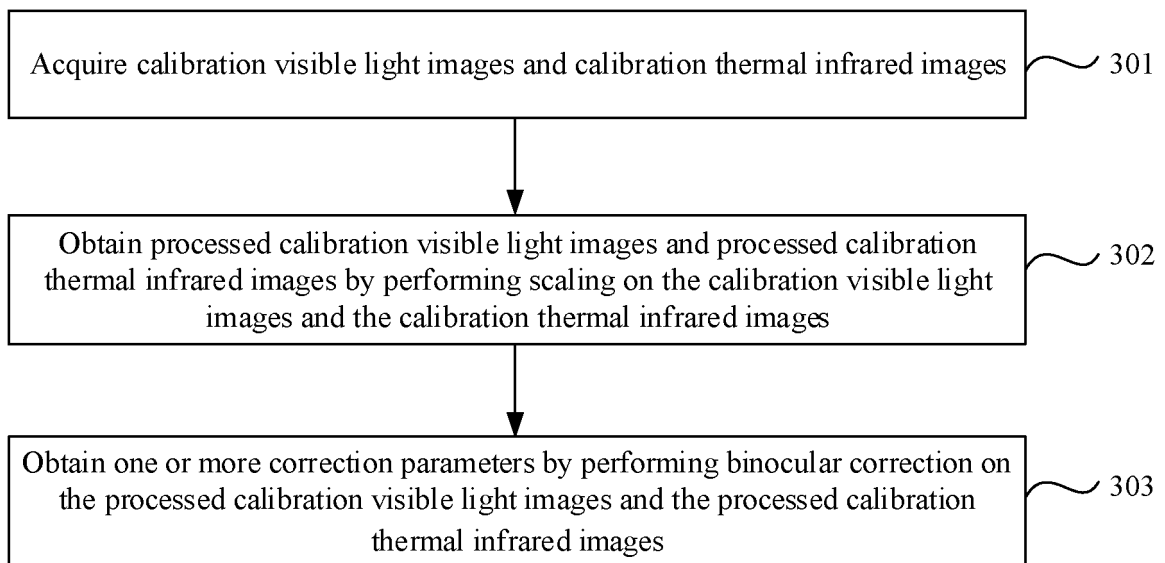 Acquire calibration visible light images and calibration thermal infrared images
301
Obtain processed calibration visible light images and processed calibration
thermal infrared images by performing scaling on the calibration visible light
images and the calibration thermal infrared images
302
Obtain one or more correction parameters by performing binocular correction on
the processed calibration visible light images and the processed calibration
thermal infrared images
303